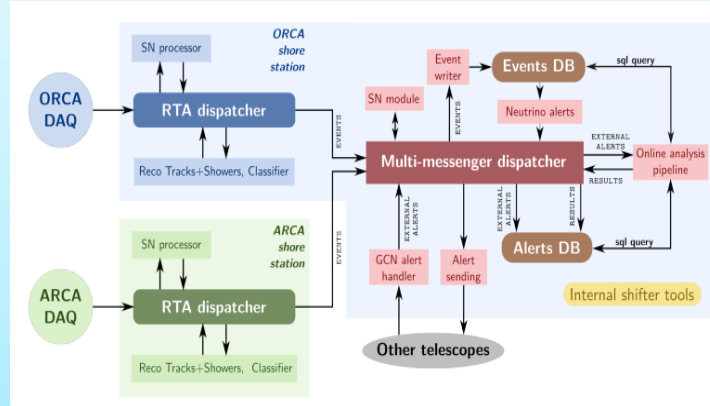 SN processor
ORCA
shore
station
ORCA
DAQ
RTA dispatcher
EVENTS
Reco Tracks+Showers, Classifier
SN processor
ARCA
shore
station
ARCA
DAQ
RTA dispatcher
EVENTS
Reco Tracks+Showers, Classifier
Event
writer
Events DB
sql query
SN module
EVENTS
Neutrino alerts
Multi-messenger dispatcher
EXTERNAL
ALERTS
RESULTS
Online analysis
pipeline
EXTERNAL
ALERTS
EXTERNAL
ALERTS
RESULTS
GCN alert
handler
Alert
sending
Alerts DB
sql query
Internal shifter tools
Other telescopes